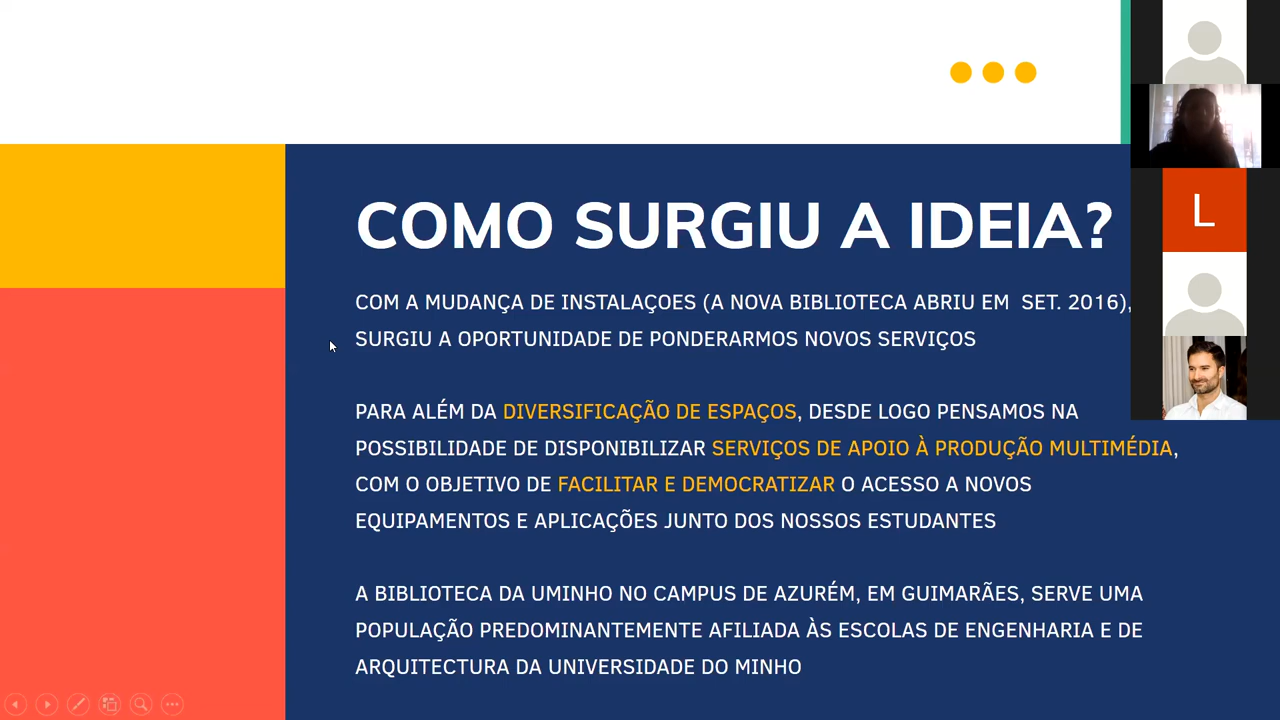 COMO SURGIU A IDEIA?
COM A MUDANÇA DE INSTALAÇOES (A NOVA BIBLIOTECA ABRIU EM SET. 2016),
SURGIU A OPORTUNIDADE DE PONDERARMOS NOVOS SERVIÇOS
PARA ALÉM DA DIVERSIFICAÇÃO DE ESPAÇOS, DESDE LOGO PENSAMOS NA
POSSIBILIDADE DE DISPONIBILIZAR SERVIÇOS DE APOIO À PRODUÇÃO MULTIMÉDIA,
COM O OBJETIVO DE FACILITAR E DEMOCRATIZAR O ACESSO A NOVOS
EQUIPAMENTOS E APLICAÇÕES JUNTO DOS NOSSOS ESTUDANTES
A BIBLIOTECA DA UMINHO NO CAMPUS DE AZURÉM, EM GUIMARÃES, SERVE UMA
POPULAÇÃO PREDOMINANTEMENTE AFILIADA ÀS ESCOLAS DE ENGENHARIA E DE
ARQUITECTURA DA UNIVERSIDADE DO MINHO
L